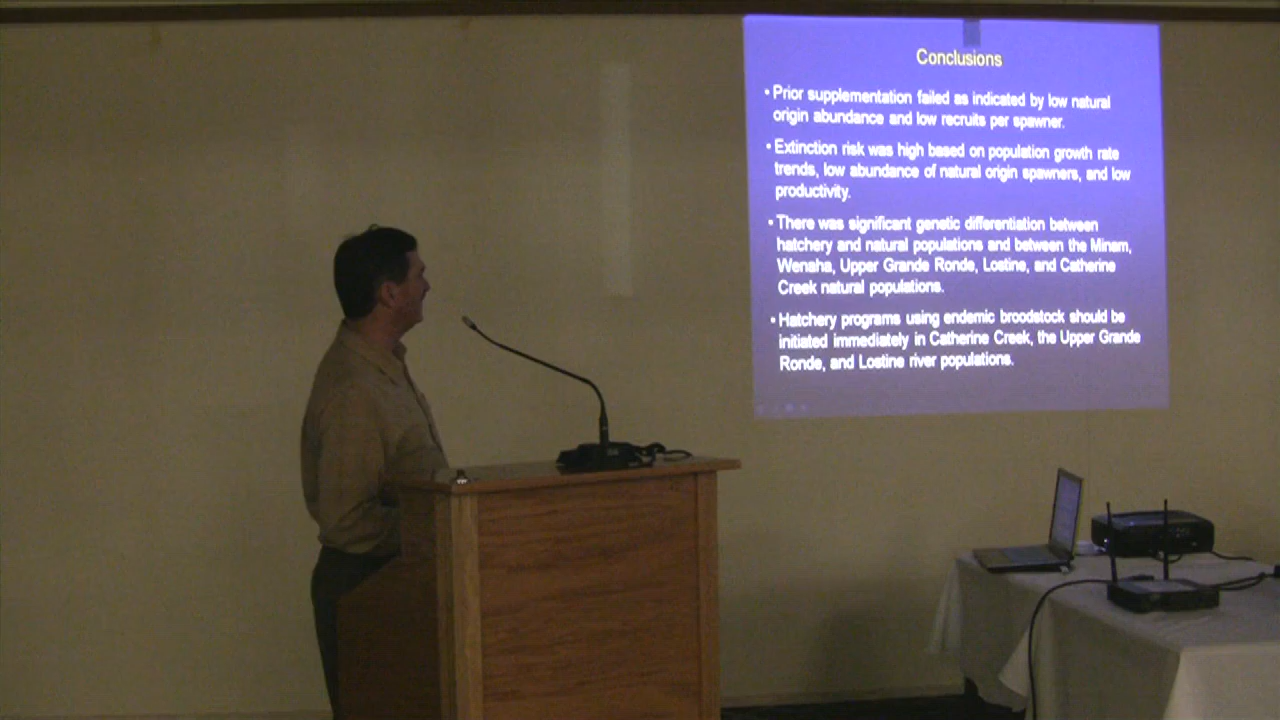 Conclusions
• Prior supplementation failed as indicated by low natural
origin abundance and low recruits per spawner.
• Extinction risk was high based on population growth rate
trends, low abundance of natural origin spawners, and low
productivity.
• There was significant genetic differentiation between
hatchery and natural populations and between the Minam,
Wenaha, Upper Grande Ronde, Lostine, and Catherine
Creek natural populations.
• Hatchery programs using endemic broodstock should be
initiated immediately in Catherine Creek, the Upper Grande
Ronde, and Lostine river populations.